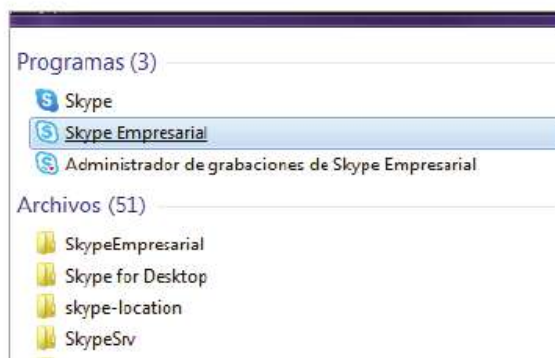 Programas (3)
Skype
Skype Empresarial
Administrador de grabaciones de Skype Empresarial
Archivos (51)
SkypeEmpresarial
Skype for Desktop
skype-location
SkypeSrv